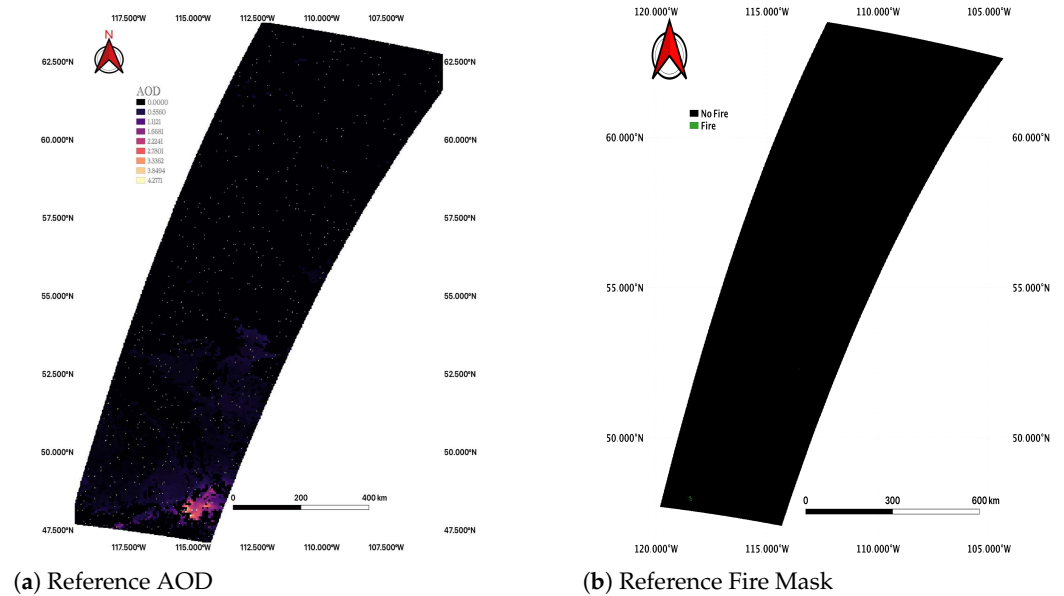 117.500°W 115.000°W 112.500°W 110.000°W 107.500°W
N
62.500°N 62.500°N
AOD
0.0000
0.5560
1.1121
1.6681
2.2241
2.7801
3.3362
3.8494
4.2771
60.000°N 60.000°N
57.500°N 57.500°N
55.000°N 55.000°N
52.500°N 52.500°N
50.000°N 50.000°N
0 200 400 km
47.500°N 47.500°N
117.500°W 115.000°W 112.500°W 110.000°W 107.500°W
(a) Reference AOD
120.000°W 115.000°W 110.000°W 105.000°W
No Fire
Fire
60.000°N 60.000°N
55.000°N 55.000°N
50.000°N 50.000°N
0 300 600 km
120.000°W 115.000°W 110.000°W 105.000°W
(b) Reference Fire Mask